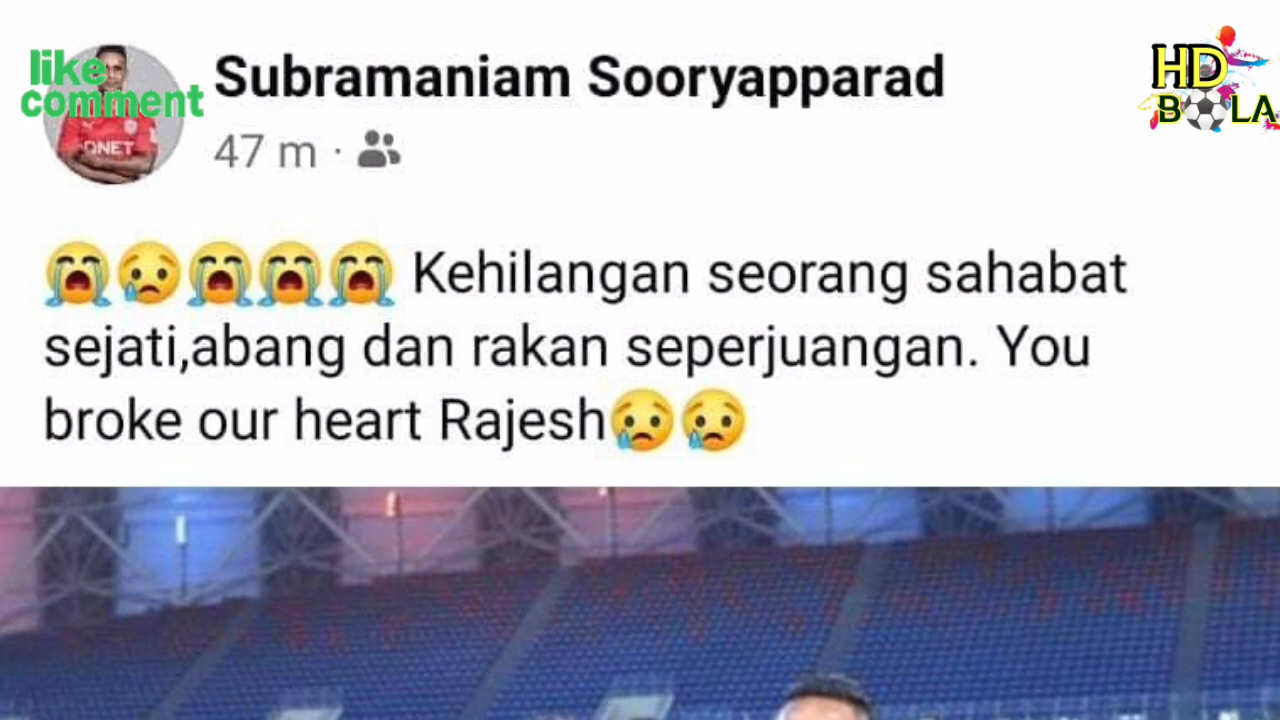 like
comment
Subramaniam Sooryapparad
47 m ·
😭😢😭😭😭 Kehilangan seorang sahabat
sejati,abang dan rakan seperjuangan. You
broke our heart Rajesh😢😢
HD
BOLA
QNET